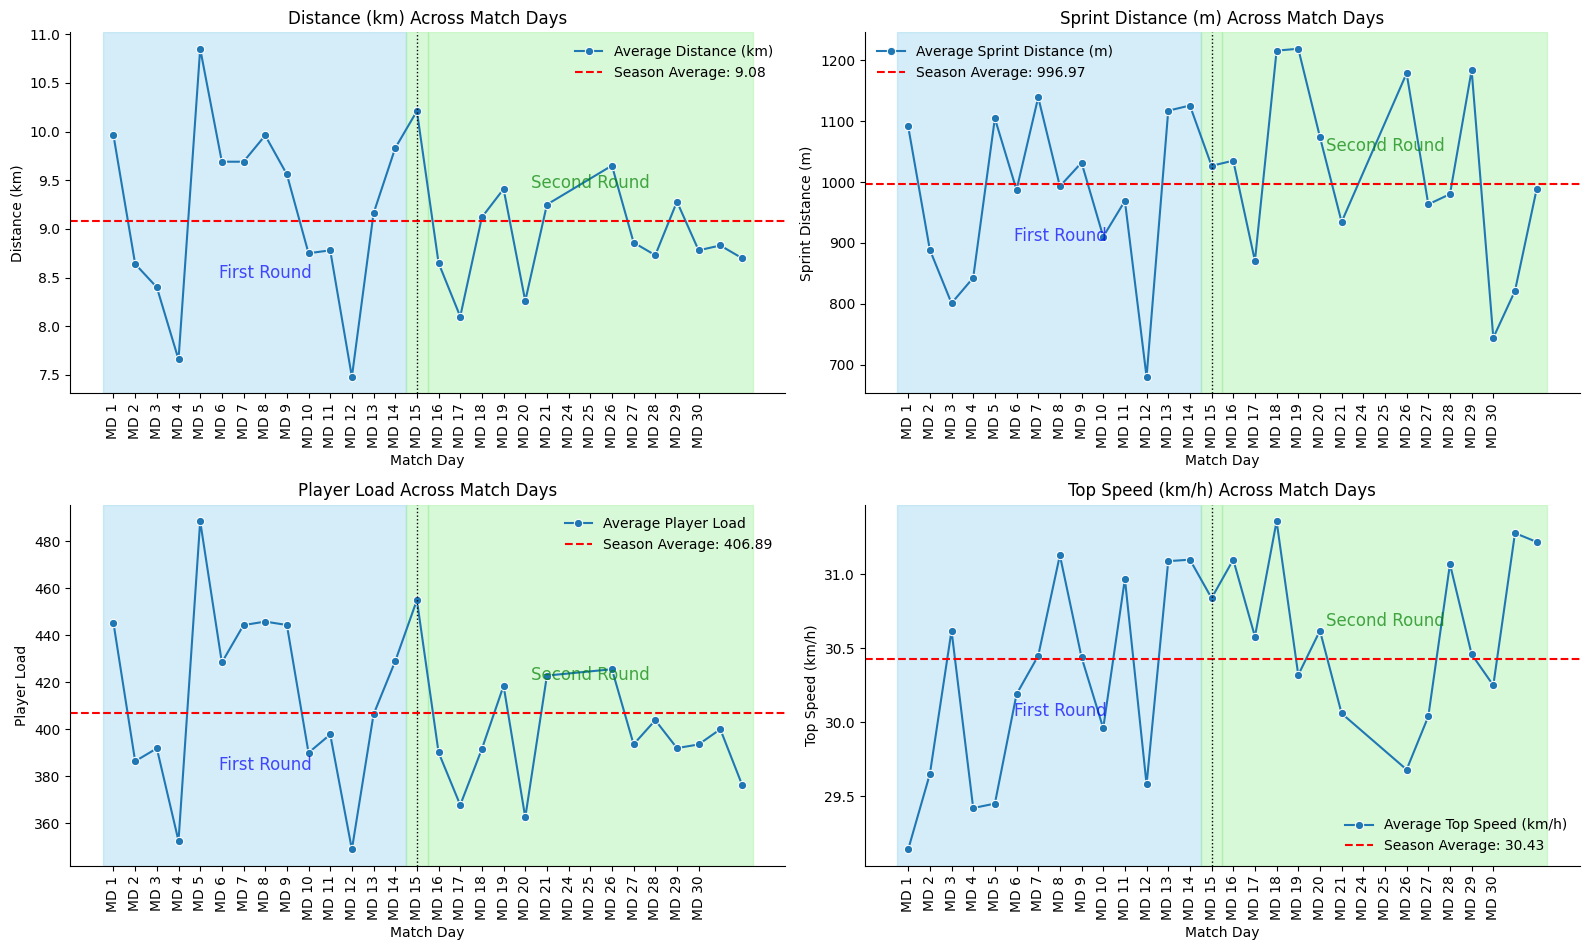 Distance (km) Across Match Days
Distance (km)
11.0
10.5
10.0
9.5
9.0
8.5
8.0
7.5
Average Distance (km)
Season Average: 9.08
First Round
Second Round
MD 1
MD 2
MD 3
MD 4
MD 5
MD 6
MD 7
MD 8
MD 9
MD 10
MD 11
MD 12
MD 13
MD 14
MD 15
MD 16
MD 17
MD 18
MD 19
MD 20
MD 21
MD 24
MD 25
MD 26
MD 27
MD 28
MD 29
MD 30
Match Day
Sprint Distance (m) Across Match Days
Sprint Distance (m)
1200
1100
1000
900
800
700
Average Sprint Distance (m)
Season Average: 996.97
First Round
Second Round
MD 1
MD 2
MD 3
MD 4
MD 5
MD 6
MD 7
MD 8
MD 9
MD 10
MD 11
MD 12
MD 13
MD 14
MD 15
MD 16
MD 17
MD 18
MD 19
MD 20
MD 21
MD 24
MD 25
MD 26
MD 27
MD 28
MD 29
MD 30
Match Day
Player Load Across Match Days
Player Load
480
460
440
420
400
380
360
Average Player Load
Season Average: 406.89
First Round
Second Round
MD 1
MD 2
MD 3
MD 4
MD 5
MD 6
MD 7
MD 8
MD 9
MD 10
MD 11
MD 12
MD 13
MD 14
MD 15
MD 16
MD 17
MD 18
MD 19
MD 20
MD 21
MD 24
MD 25
MD 26
MD 27
MD 28
MD 29
MD 30
Match Day
Top Speed (km/h) Across Match Days
Top Speed (km/h)
31.0
30.5
30.0
29.5
First Round
Second Round
Average Top Speed (km/h)
Season Average: 30.43
MD 1
MD 2
MD 3
MD 4
MD 5
MD 6
MD 7
MD 8
MD 9
MD 10
MD 11
MD 12
MD 13
MD 14
MD 15
MD 16
MD 17
MD 18
MD 19
MD 20
MD 21
MD 24
MD 25
MD 26
MD 27
MD 28
MD 29
MD 30
Match Day